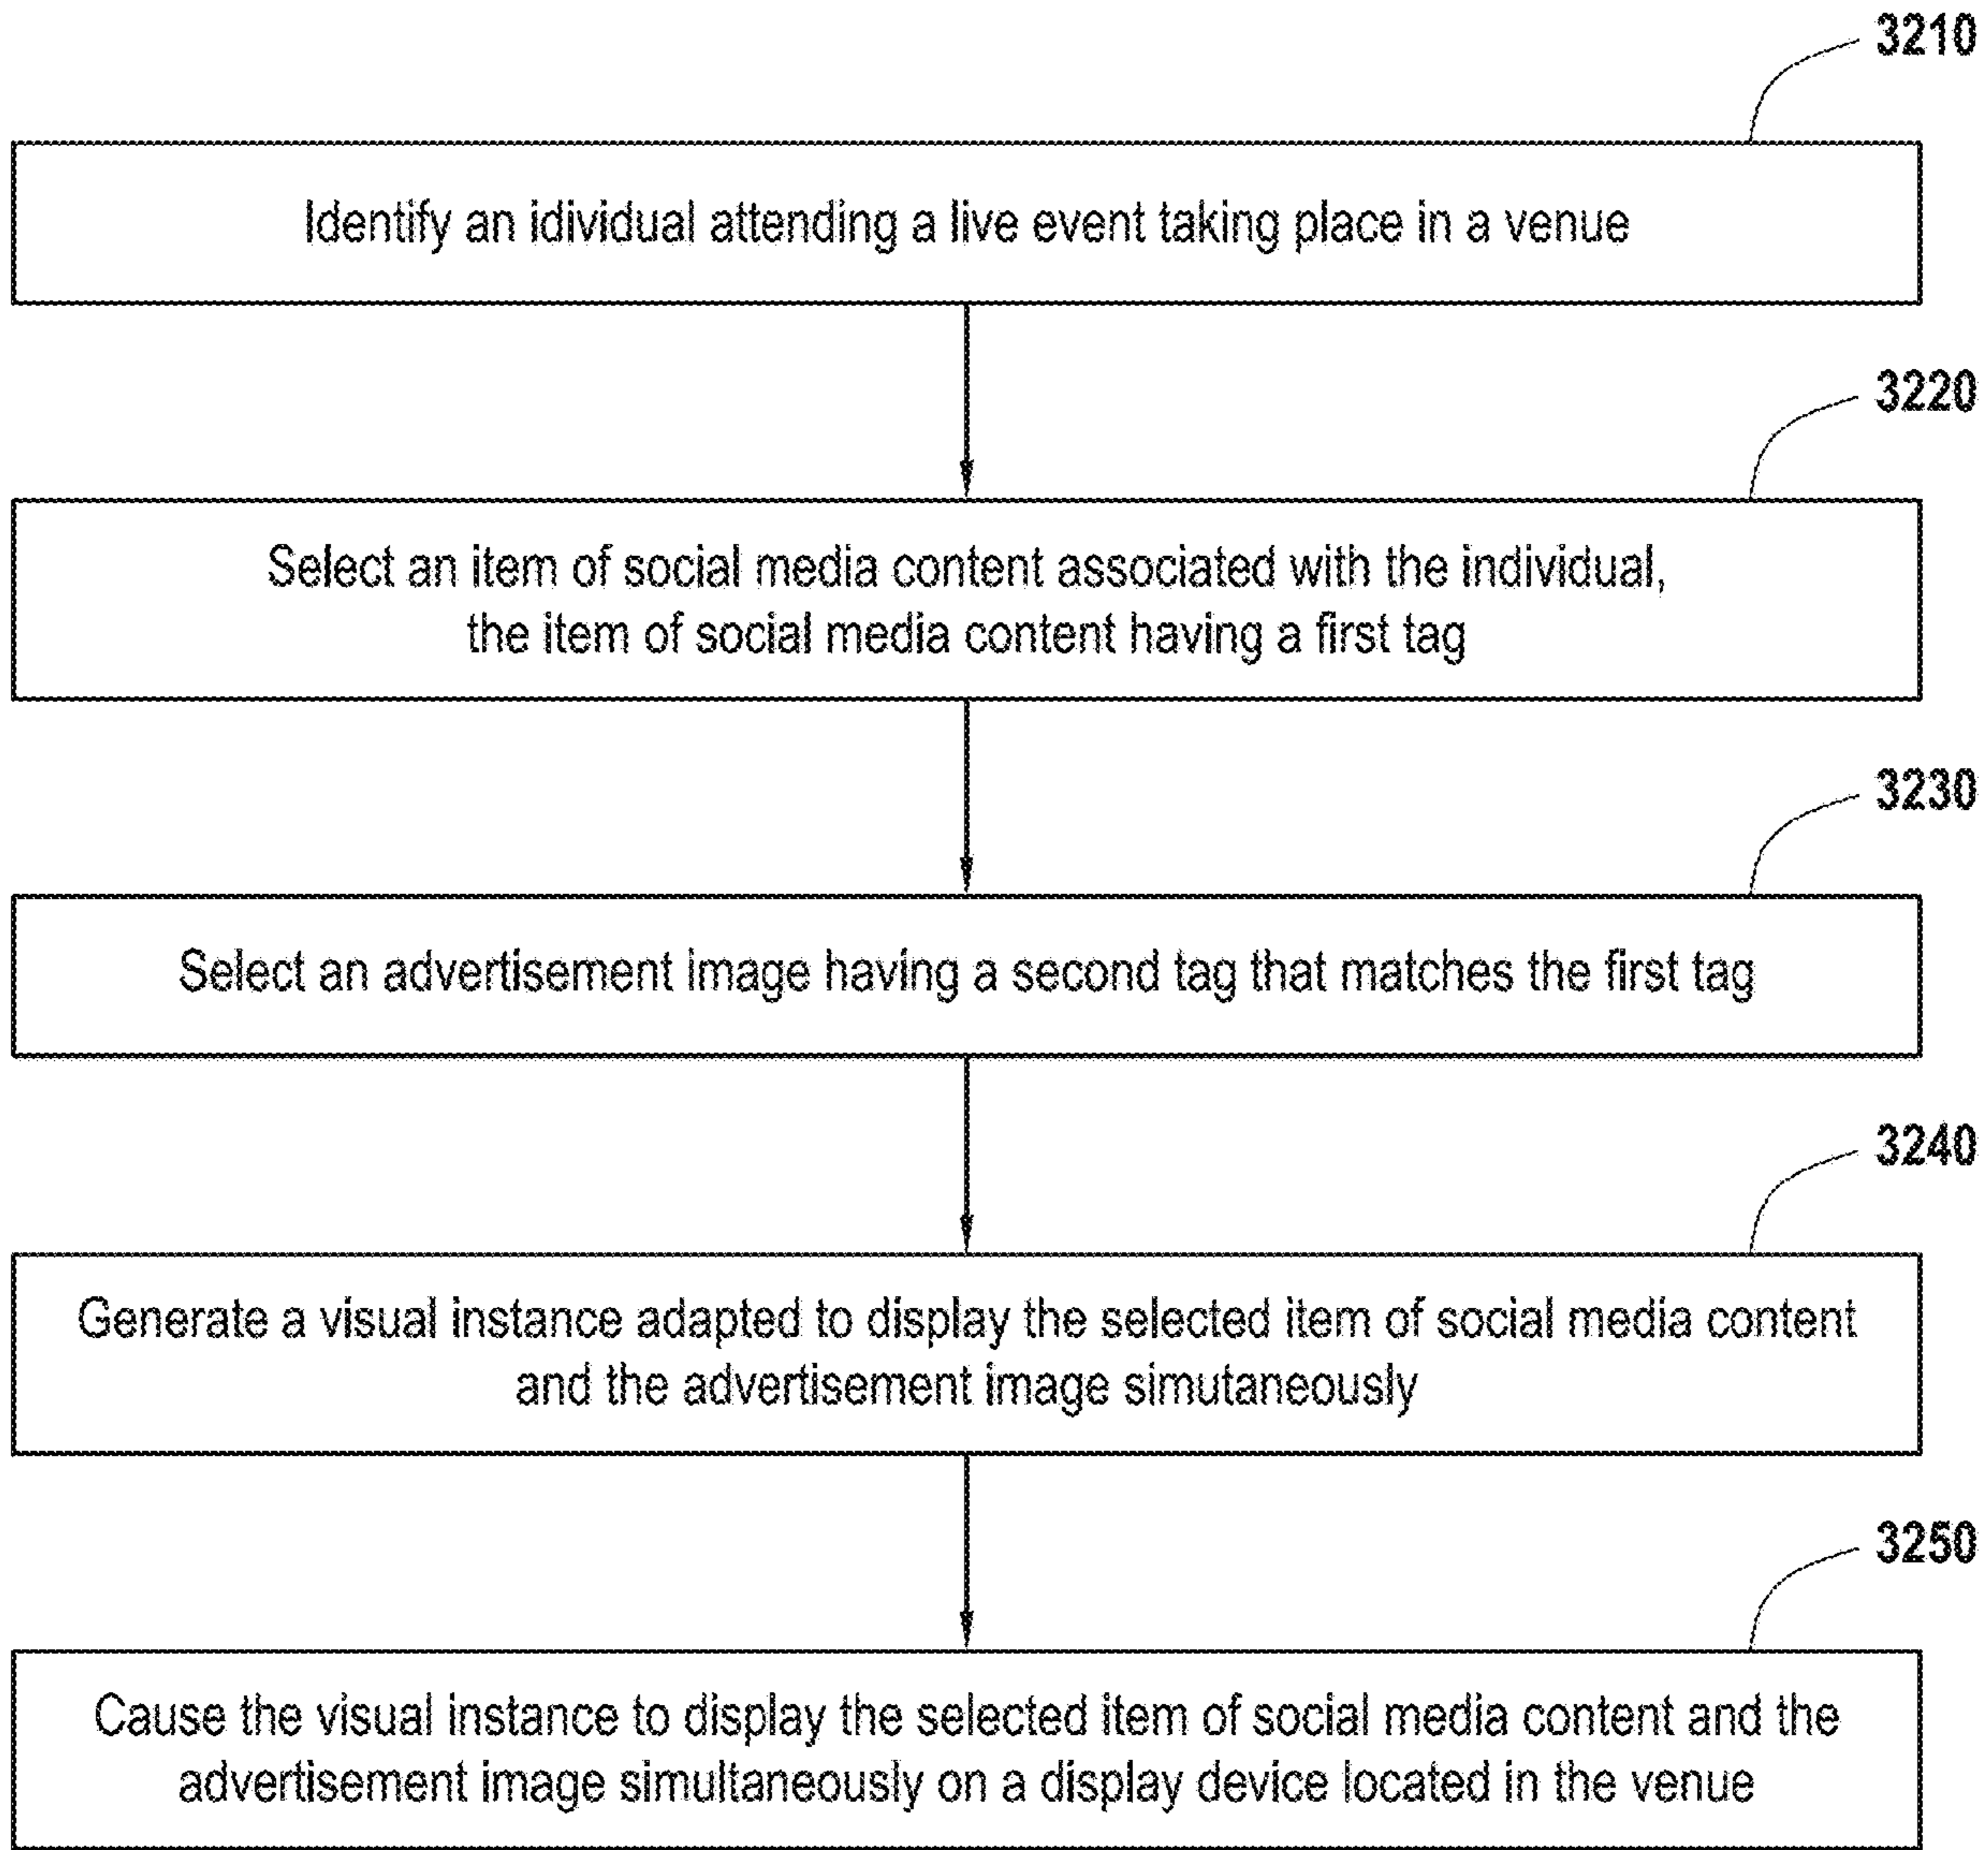 3210
Identify an idividual attending a live event taking place in a venue
3220
Select an item of social media content associated with the individual,
the item of social media content having a first tag
3230
Select an advertisement image having a second tag that matches the first tag
3240
Generate a visual instance adapted to display the selected item of social media content
and the advertisement image simutaneously
3250
Cause the visual instance to display the selected item of social media content and the
advertisement image simultaneously on a display device located in the venue